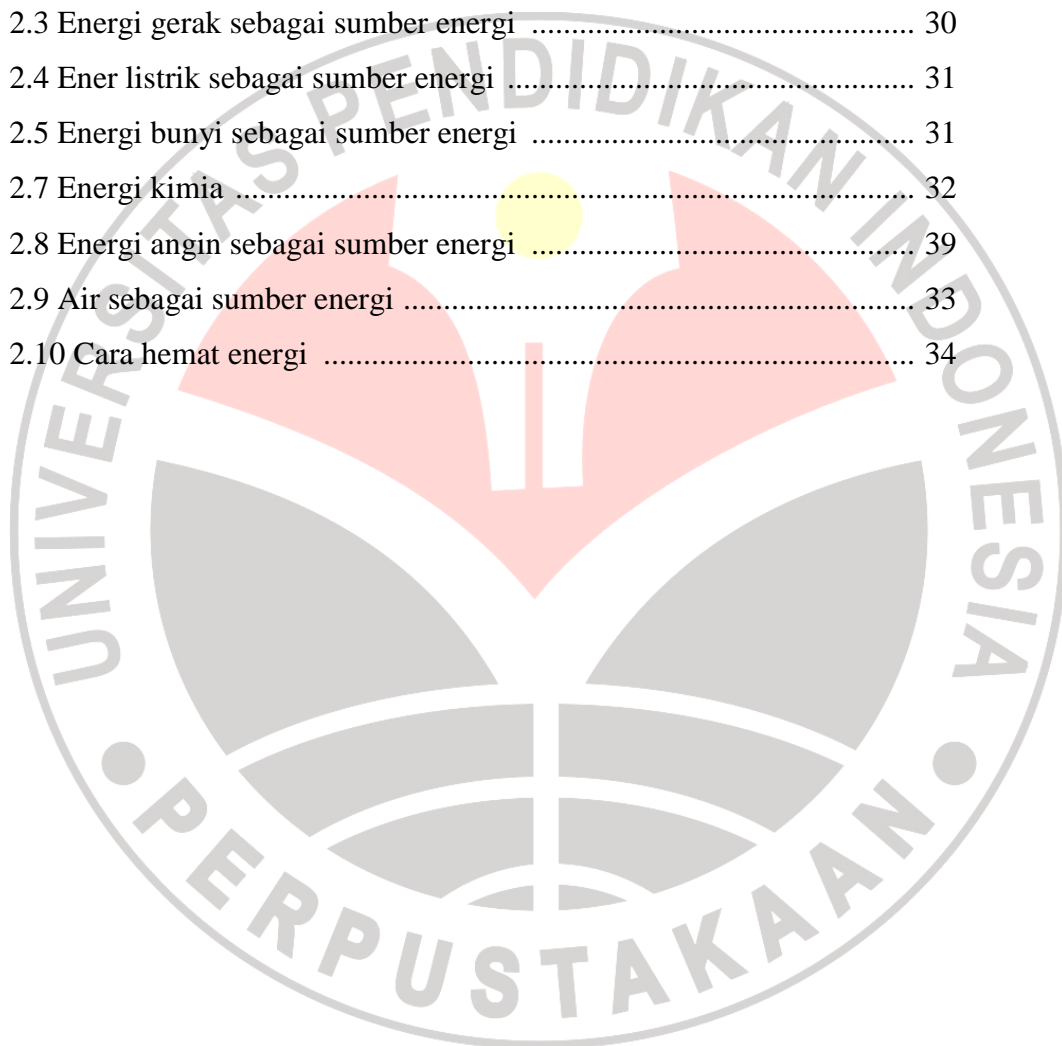 2.3 Energi gerak sebagai sumber energi ................................................ 30
2.4 Ener listrik sebagai sumber energi ................................................... 31
2.5 Energi bunyi sebagai sumber energi ................................................ 31
2.7 Energi kimia ..................................................................................... 32
2.8 Energi angin sebagai sumber energi ................................................ 39
2.9 Air sebagai sumber energi ................................................................ 33
2.10 Cara hemat energi .......................................................................... 34
UNIVERSITAS PENDIDIKAN INDONESIA
PERPUSTAKAAN